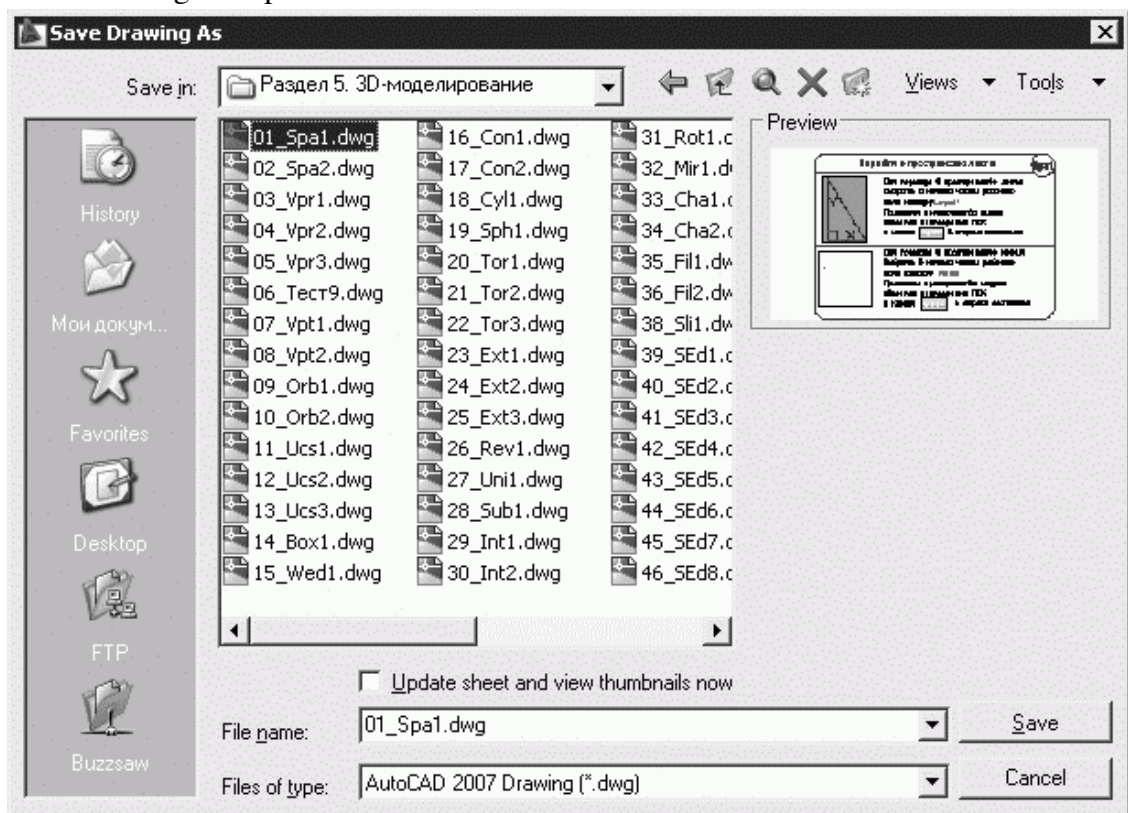 Save Drawing As
Save in:
Раздел 5. 3D-моделирование
Views
Tools
History
Мои докум...
Favorites
Desktop
FTP
Buzzsaw
01_Spa1.dwg
02_Spa2.dwg
03_Vpr1.dwg
04_Vpr2.dwg
05_Vpr3.dwg
06_Тест9.dwg
07_Vpt1.dwg
08_Vpt2.dwg
09_Orb1.dwg
10_Orb2.dwg
11_Ucs1.dwg
12_Ucs2.dwg
13_Ucs3.dwg
14_Box1.dwg
15_Wed1.dwg
16_Con1.dwg
17_Con2.dwg
18_Cyl1.dwg
19_Sph1.dwg
20_Tor1.dwg
21_Tor2.dwg
22_Tor3.dwg
23_Ext1.dwg
24_Ext2.dwg
25_Ext3.dwg
26_Rev1.dwg
27_Uni1.dwg
28_Sub1.dwg
29_Int1.dwg
30_Int2.dwg
31_Rot1.
32_Mir1.d
33_Cha1.
34_Cha2.
35_Fil1.dw
36_Fil2.dw
38_Sli1.dw
39_SEd1.
40_SEd2.
41_SEd3.
42_SEd4.
43_SEd5.
44_SEd6.
45_SEd7.
46_SEd8.
Preview
Update sheet and view thumbnails now
File name:
01_Spa1.dwg
Save
Files of type:
AutoCAD 2007 Drawing (*.dwg)
Cancel